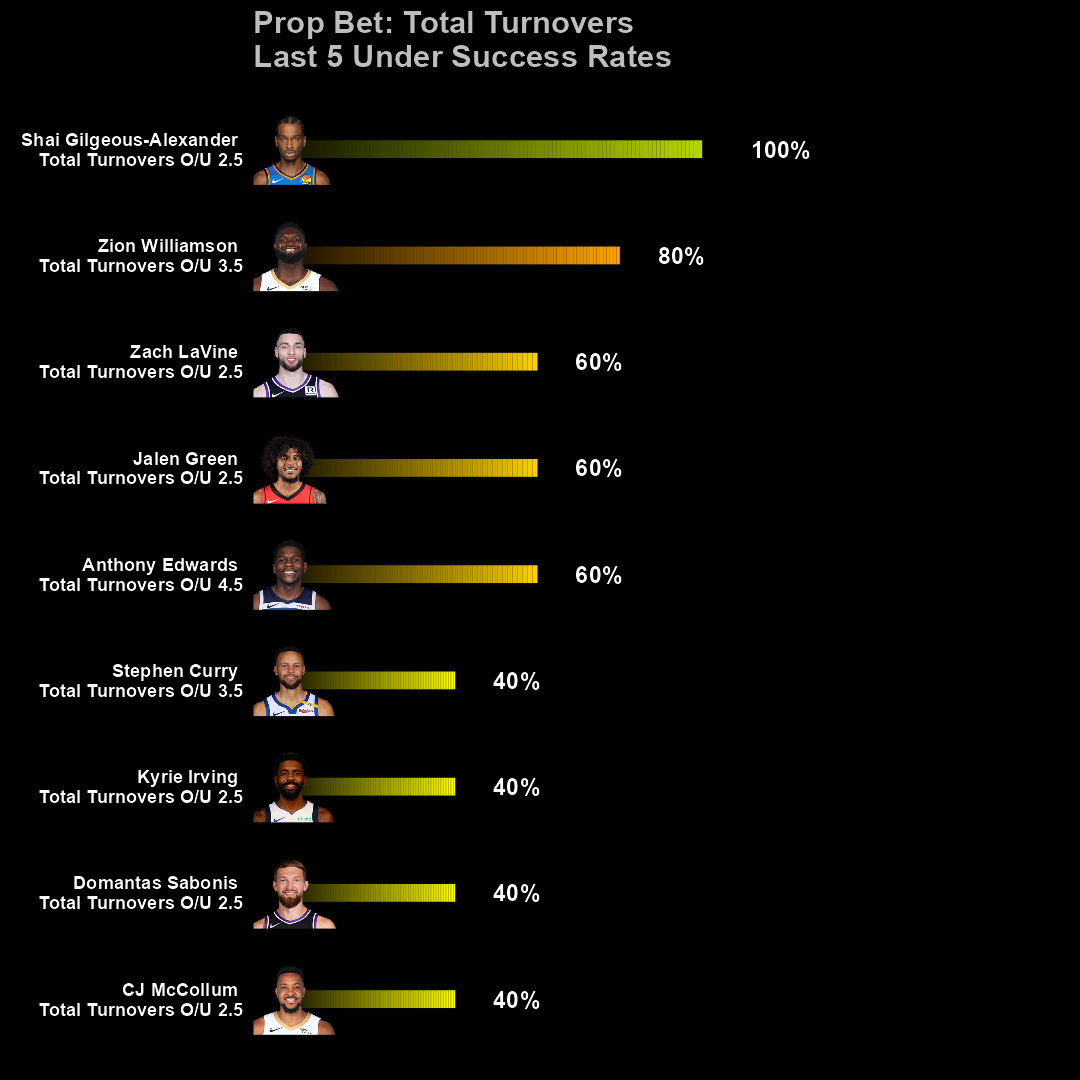 Prop Bet: Total Turnovers
Last 5 Under Success Rates
Shai Gilgeous-Alexander
Total Turnovers O/U 2.5
100%
Zion Williamson
Total Turnovers O/U 3.5
80%
Zach LaVine
Total Turnovers O/U 2.5
60%
Jalen Green
Total Turnovers O/U 2.5
60%
Anthony Edwards
Total Turnovers O/U 4.5
60%
Stephen Curry
Total Turnovers O/U 3.5
40%
Kyrie Irving
Total Turnovers O/U 2.5
40%
Domantas Sabonis
Total Turnovers O/U 2.5
40%
CJ McCollum
Total Turnovers O/U 2.5
40%